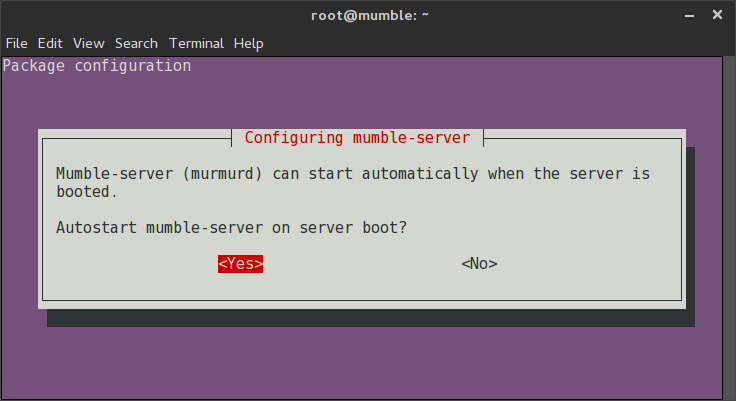 root@mumble: ~
File Edit View Search Terminal Help
Package configuration
Configuring mumble-server
Mumble-server (murmurd) can start automatically when the server is
booted.
Autostart mumble-server on server boot?
<Yes> <No>